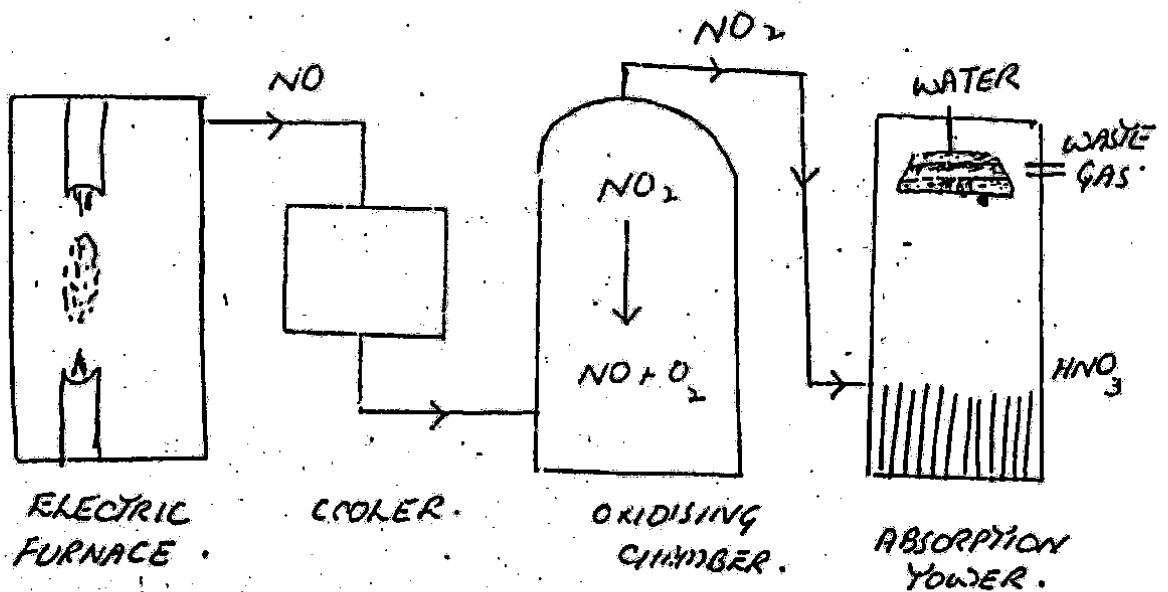 NO
NO₂
WATER
WASTE
GAS.
NO₂
NO + O₂
HNO₃
ELECTRIC
FURNACE.
COOLER.
OXIDISING
CHAMBER.
ABSORPTION
TOWER.